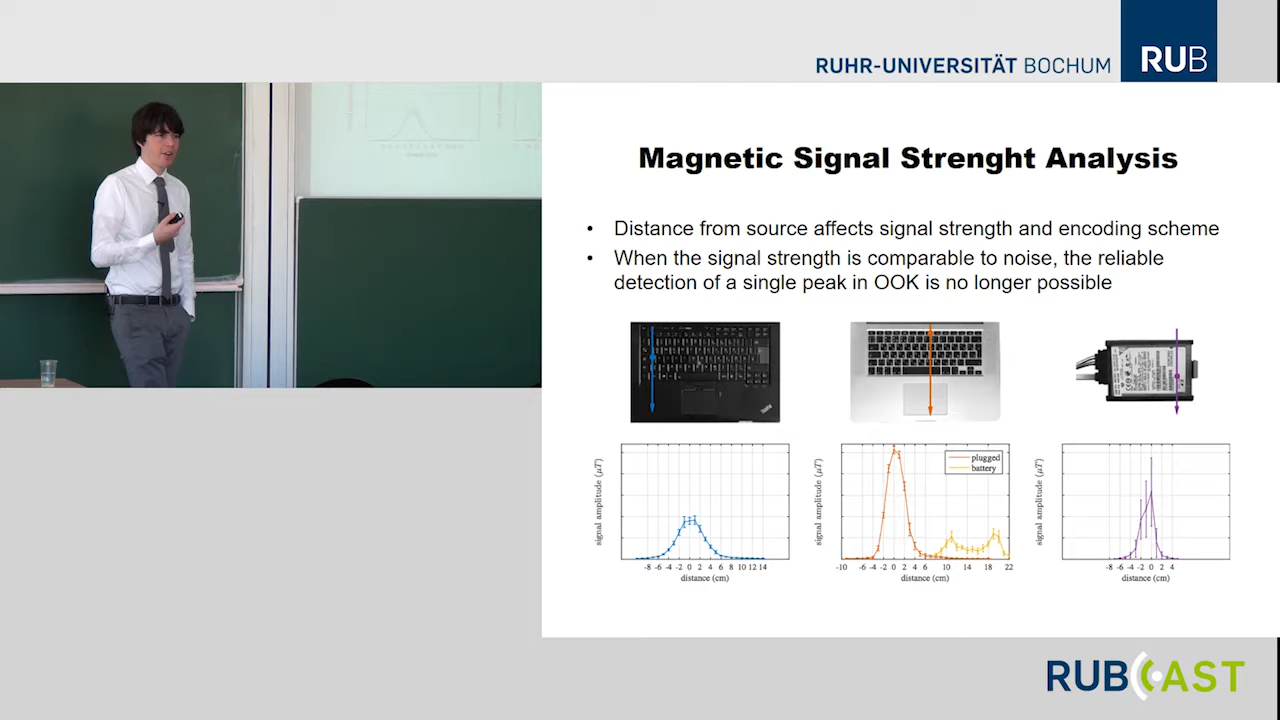 RUHR-UNIVERSITÄT BOCHUM
RUB
Magnetic Signal Strenght Analysis
• Distance from source affects signal strength and encoding scheme
• When the signal strength is comparable to noise, the reliable
detection of a single peak in OOK is no longer possible
signal amplitude (μT)
-8 -6 -4 -2 0 2 4 6 8 10 12 14
distance (cm)
signal amplitude (μT)
plugged
battery
-10 -6 -4 -2 0 2 4 6 10 14 18 22
distance (cm)
signal amplitude (μT)
-8 -6 -4 -2 0 2 4
distance (cm)
RUBCAST